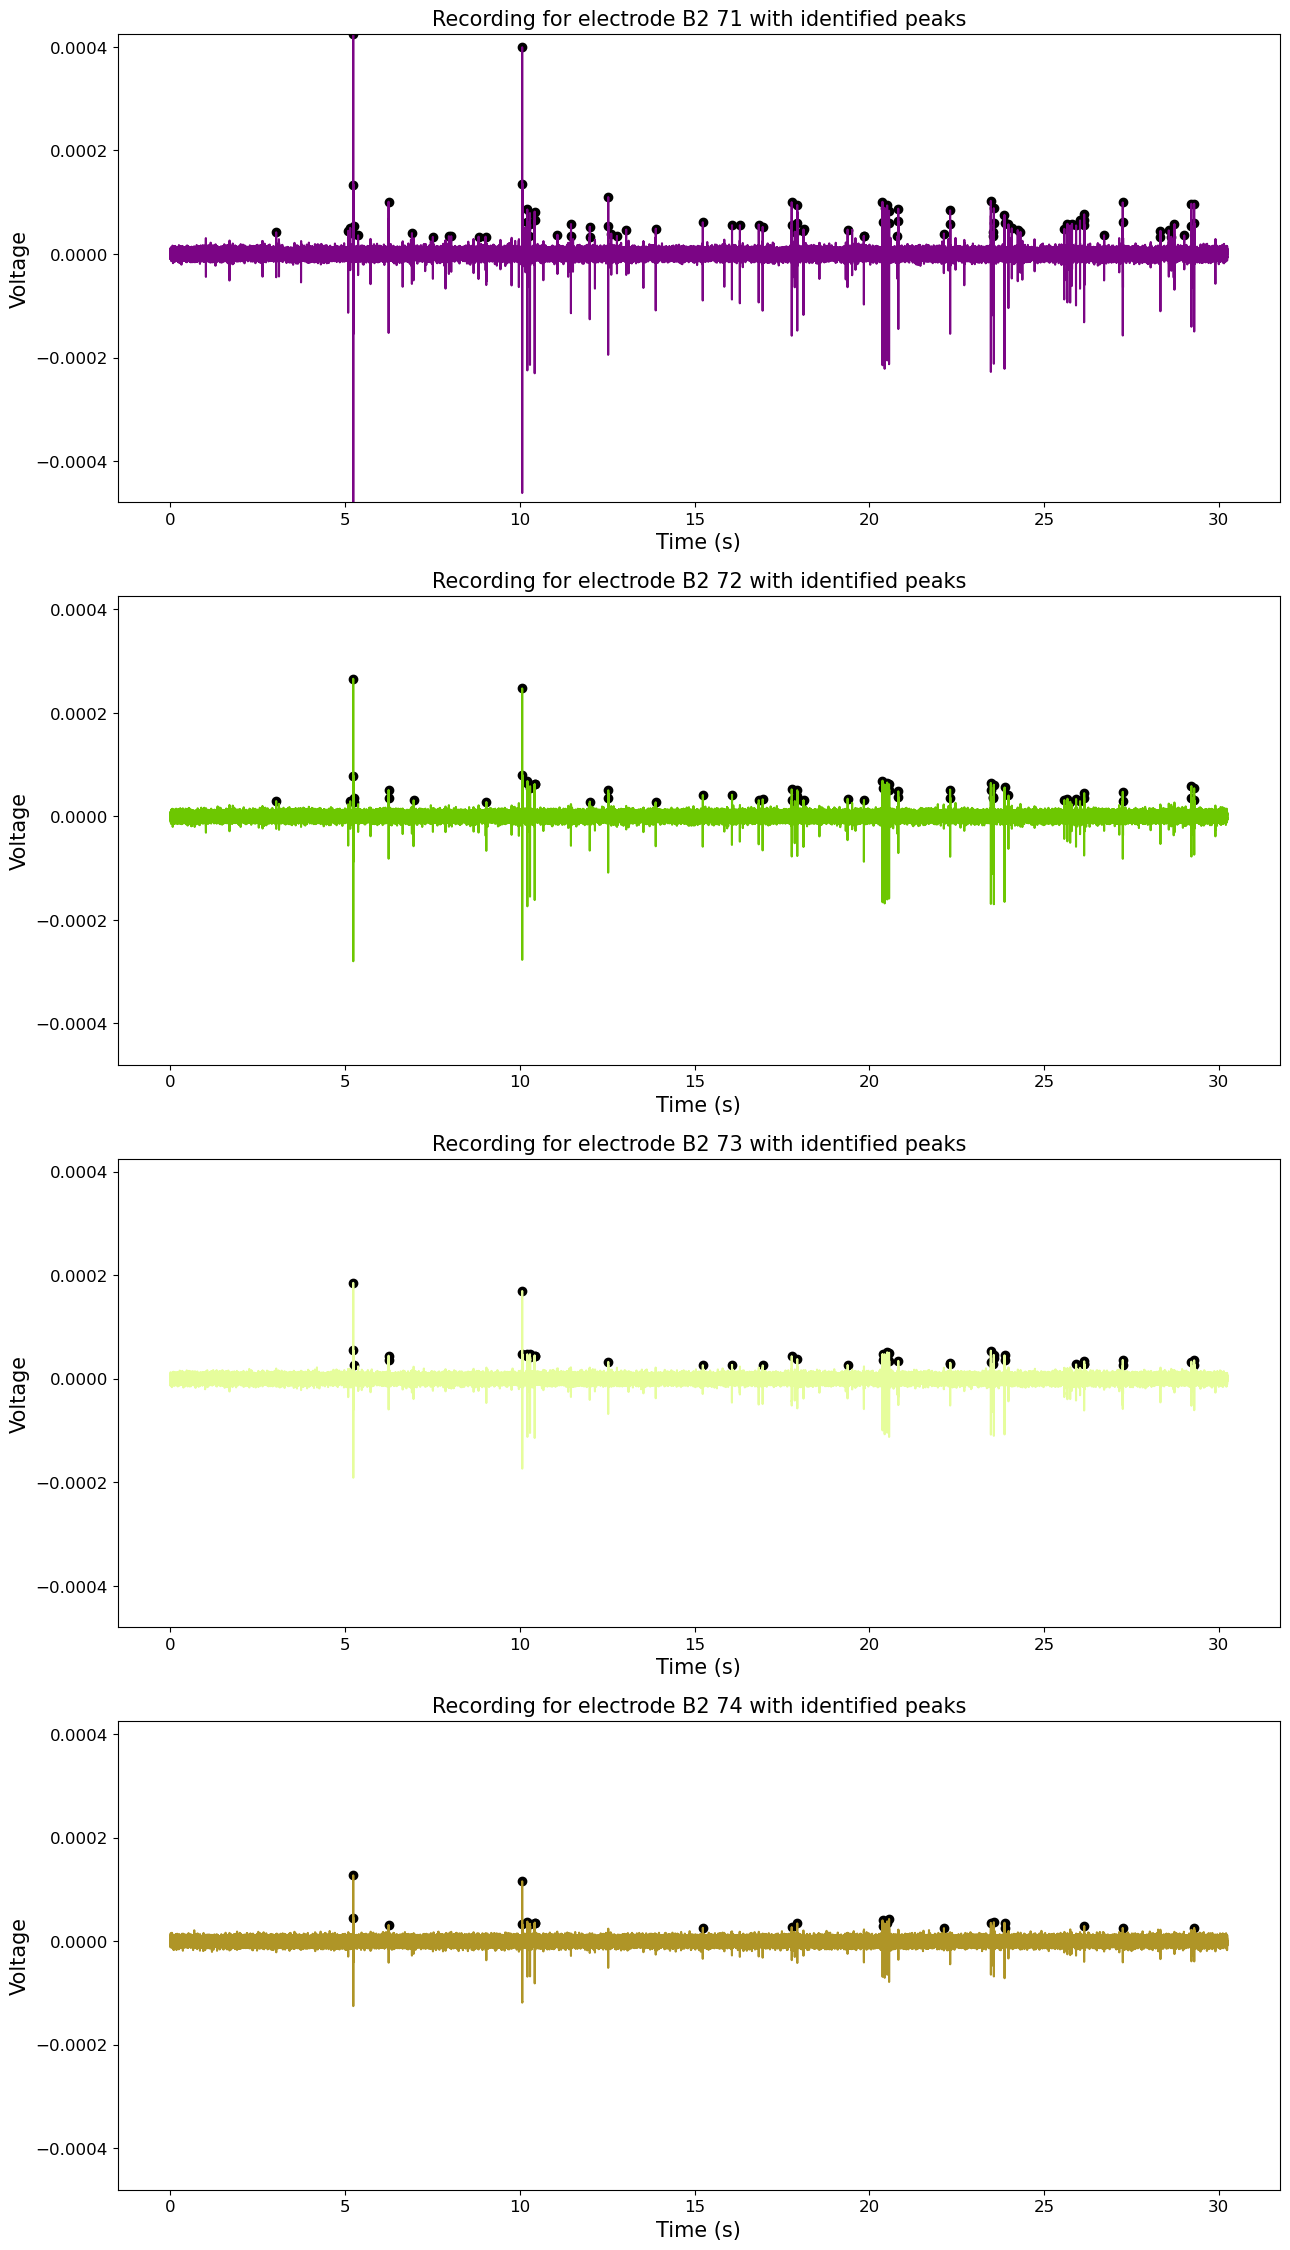 Recording for electrode B2 71 with identified peaks
0.0004
0.0002
0.0000
−0.0002
−0.0004
Voltage
0 5 10 15 20 25 30
Time (s)
Recording for electrode B2 72 with identified peaks
0.0004
0.0002
0.0000
−0.0002
−0.0004
Voltage
0 5 10 15 20 25 30
Time (s)
Recording for electrode B2 73 with identified peaks
0.0004
0.0002
0.0000
−0.0002
−0.0004
Voltage
0 5 10 15 20 25 30
Time (s)
Recording for electrode B2 74 with identified peaks
0.0004
0.0002
0.0000
−0.0002
−0.0004
Voltage
0 5 10 15 20 25 30
Time (s)